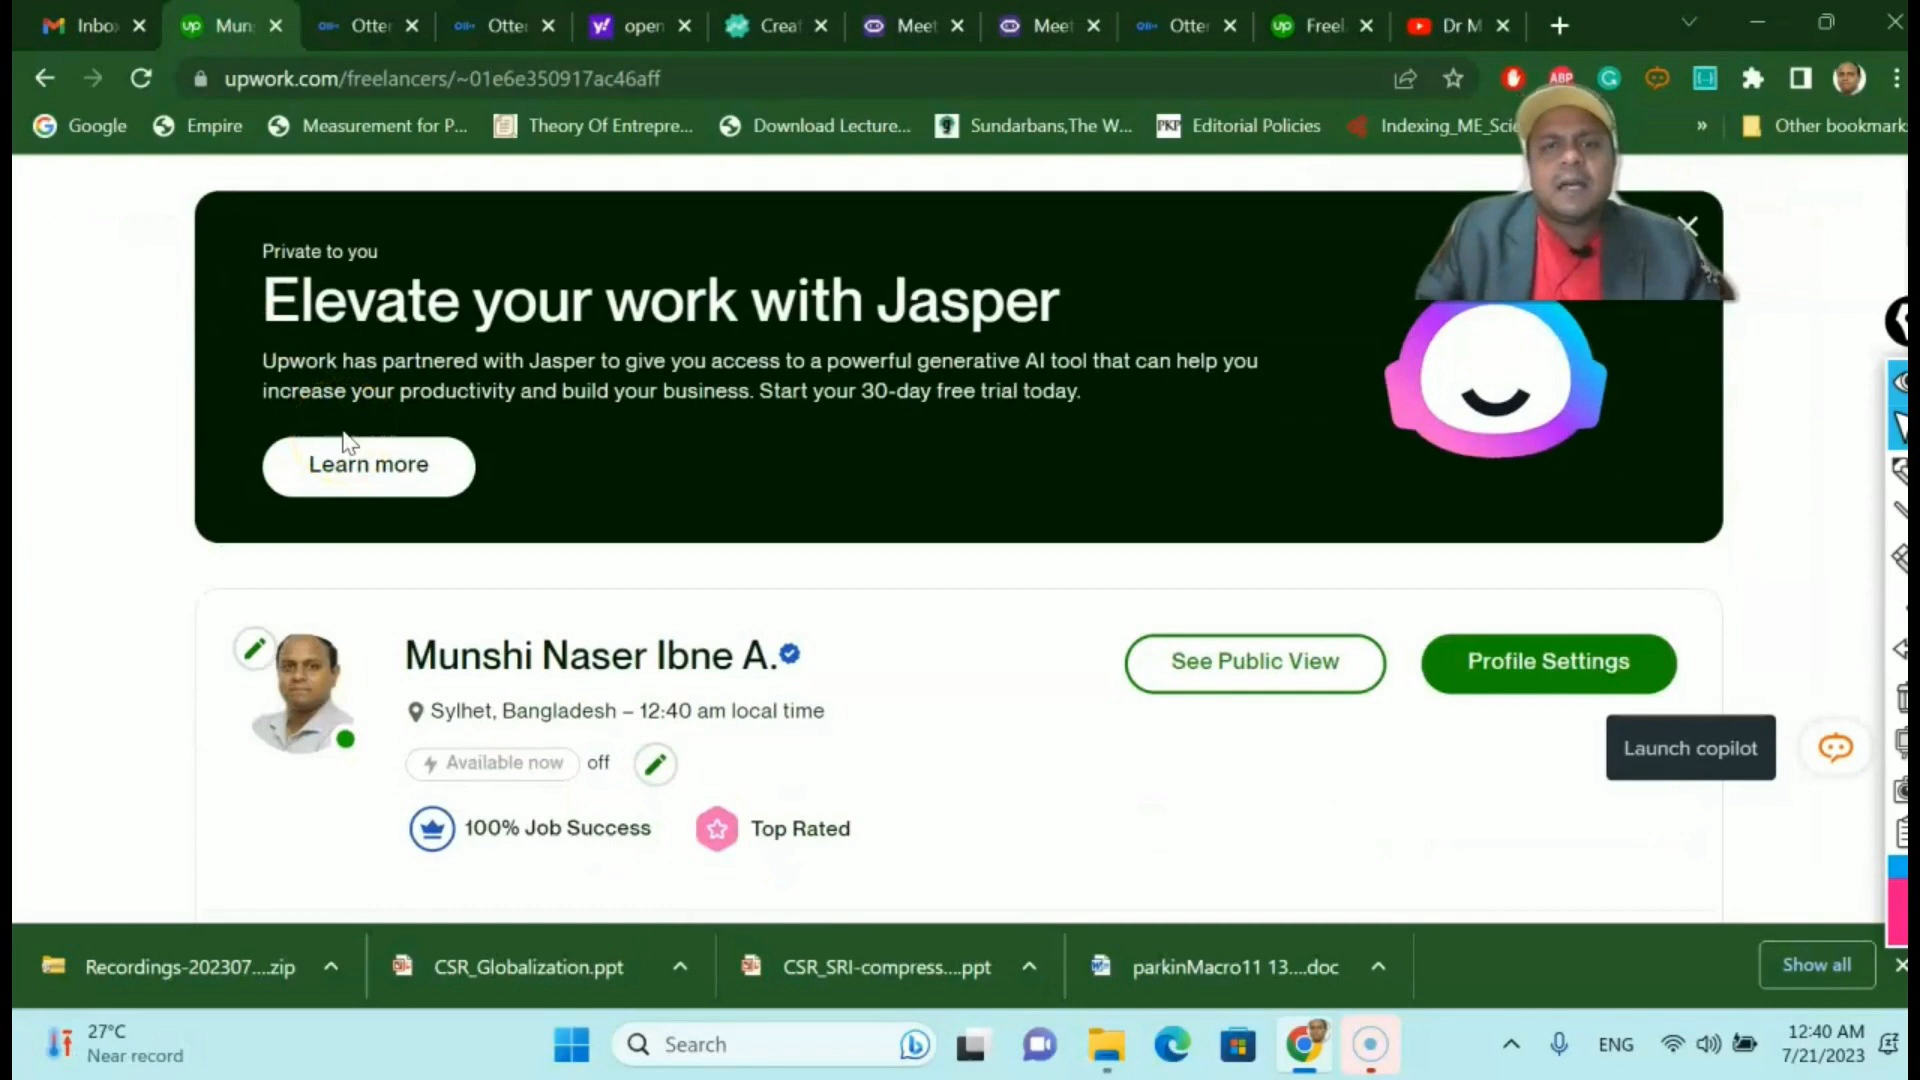 Inbo
Mun
Otte
Otte
open
Creat
Meet
Meet
Otter
Freel
Dr M
upwork.com/freelancers/~01e6e350917ac46aff
ABP
Google
Empire
Measurement for P...
Theory Of Entrepre...
Download Lecture...
Sundarbans,The W...
PKP
Editorial Policies
Indexing_ME_Sci
»
Other bookmark
Private to you
Elevate your work with Jasper
Upwork has partnered with Jasper to give you access to a powerful generative AI tool that can help you
increase your productivity and build your business. Start your 30-day free trial today.
Learn more
Munshi Naser Ibne A.
See Public View
Profile Settings
Sylhet, Bangladesh – 12:40 am local time
Available now
off
Launch copilot
100% Job Success
Top Rated
Recordings-202307....zip
CSR_Globalization.ppt
CSR_SRI-compress....ppt
parkinMacro11 13....doc
Show all
27°C
Near record
Search
ENG
12:40 AM
7/21/2023